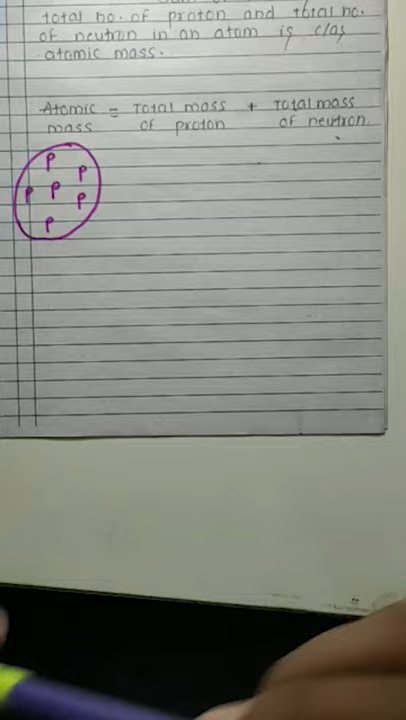 total no. of proton and total no.
of neutron in an atom is c/as
atomic mass.
Atomic = Total mass + Total mass
mass of proton of neutron.
P
P
P P
P
P